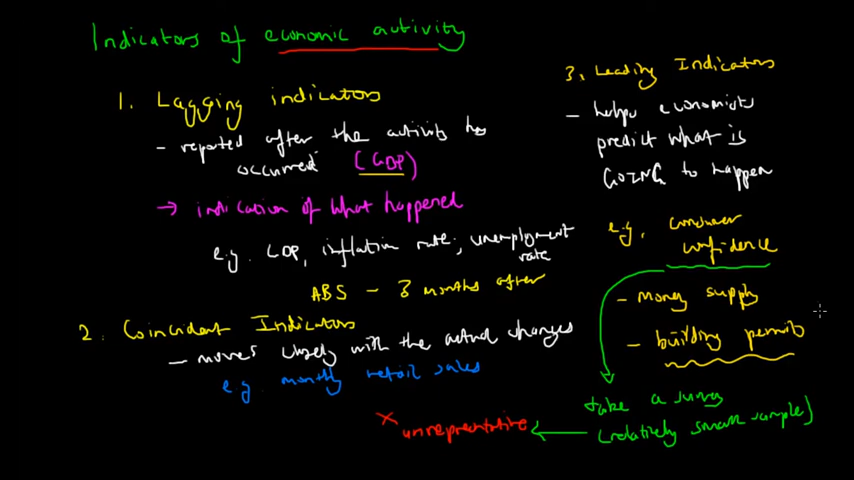 Indicators of economic activity
1. Lagging indicators
- reported after the activity has
occurred (GDP)
→ indication of what happened
e.g. GDP, inflation rate, unemployment
rate
ABS - 3 months after
2. Coincident Indicators
- moves closely with the actual changes
e.g. monthly retail sales
3. Leading Indicators
- helps economists
predict what is
GOING to happen
e.g. consumer
confidence
- money supply
- building permits
take a survey
(relatively small sample)
x unrepresentative